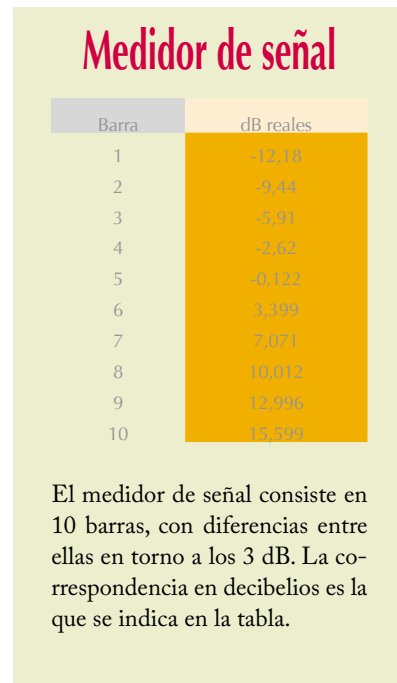 Medidor de señal
Barra dB reales
1 -12,18
2 -9,44
3 -5,91
4 -2,62
5 -0,122
6 3,399
7 7,071
8 10,012
9 12,996
10 15,599
El medidor de señal consiste en
10 barras, con diferencias entre
ellas en torno a los 3 dB. La co-
rrespondencia en decibelios es la
que se indica en la tabla.